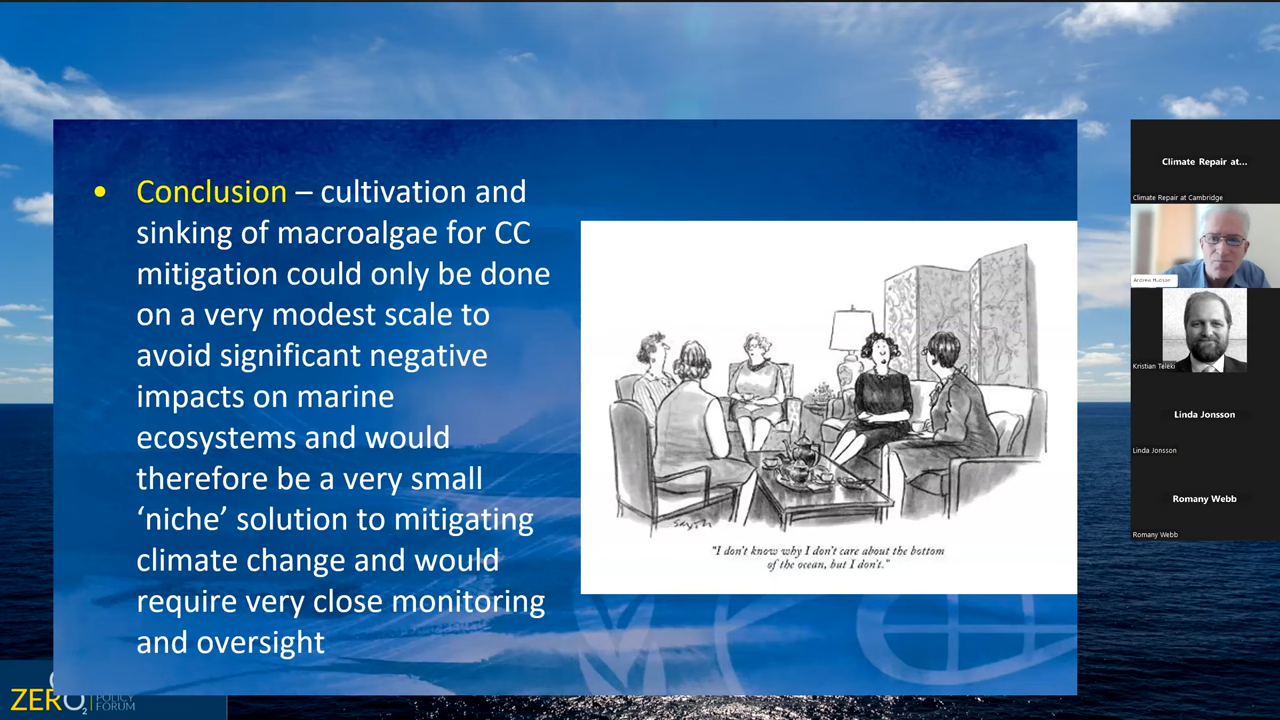 • Conclusion – cultivation and
sinking of macroalgae for CC
mitigation could only be done
on a very modest scale to
avoid significant negative
impacts on marine
ecosystems and would
therefore be a very small
‘niche’ solution to mitigating
climate change and would
require very close monitoring
and oversight
"I don't know why I don't care about the bottom
of the ocean, but I don't."
Climate Repair at...
Climate Repair at Cambridge
Andrew Hudson
Kristian Teleki
Linda Jonsson
Linda Jonsson
Romany Webb
Romany Webb
ZERO
2
POLICY
FORUM